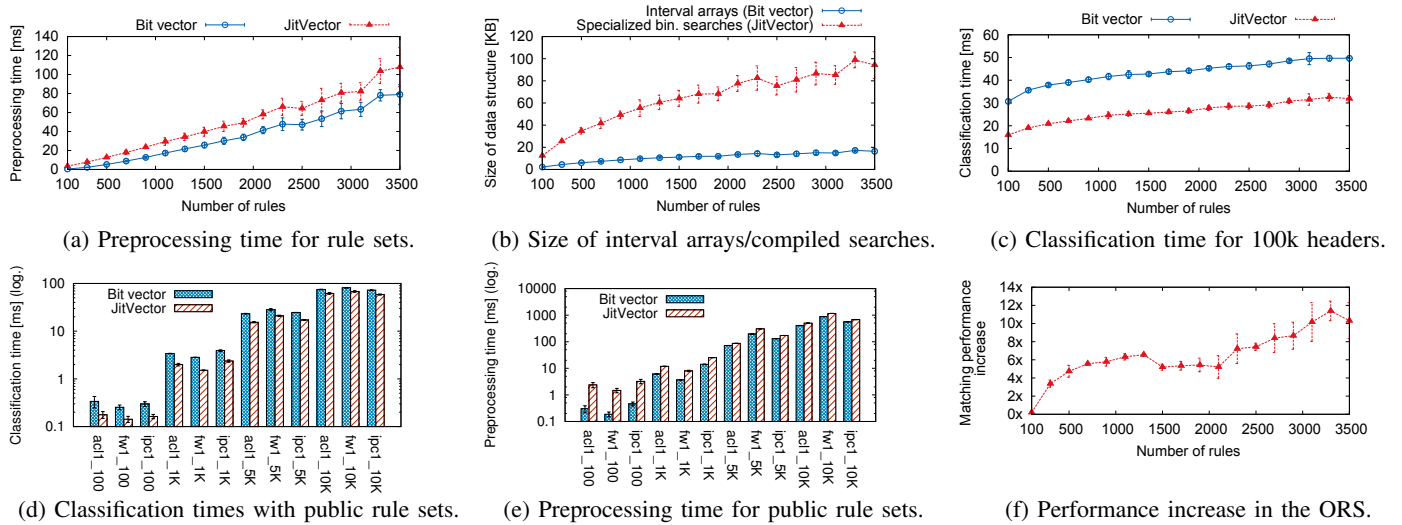 Bit vector JitVector
Preprocessing time [ms]
140
120
100
80
60
40
20
0
100 500 1000 1500 2000 2500 3000 3500
Number of rules
(a) Preprocessing time for rule sets.
Interval arrays (Bit vector)
Specialized bin. searches (JitVector)
Size of data structure [KB]
120
100
80
60
40
20
0
100 500 1000 1500 2000 2500 3000 3500
Number of rules
(b) Size of interval arrays/compiled searches.
Bit vector JitVector
Classification time [ms]
60
50
40
30
20
10
0
100 500 1000 1500 2000 2500 3000 3500
Number of rules
(c) Classification time for 100k headers.
Classification time [ms] (log.)
Bit vector
JitVector
100
10
1
0.1
acl1_100
fw1_100
ipc1_100
acl1_1K
fw1_1K
ipc1_1K
acl1_5K
fw1_5K
ipc1_5K
acl1_10K
fw1_10K
ipc1_10K
(d) Classification times with public rule sets.
Preprocessing time [ms] (log.)
Bit vector
JitVector
10000
1000
100
10
1
0.1
acl1_100
fw1_100
ipc1_100
acl1_1K
fw1_1K
ipc1_1K
acl1_5K
fw1_5K
ipc1_5K
acl1_10K
fw1_10K
ipc1_10K
(e) Preprocessing time for public rule sets.
Matching performance
increase
14x
12x
10x
8x
6x
4x
2x
0x
100 500 1000 1500 2000 2500 3000 3500
Number of rules
(f) Performance increase in the ORS.